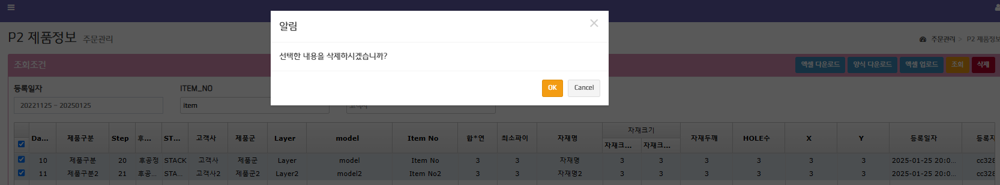 알림
선택한 내용을 삭제하시겠습니까?
OK Cancel
P2 제품정보 주문관리
주문관리 > P2 제품정보
조회조건
엑셀 다운로드 양식 다운로드 엑셀 업로드 조회 삭제
등록일자 ITEM_NO
20221125 - 20250125 item 고객사
Da... 제품구분 Step 후... ST... 고객사 제품군 Layer model Item No 합*연 최소파이 자재명 자재크기 자재두께 HOLE수 X Y 등록일자 등록자
자재크... 자재크...
10 제품구분 20 후공정 STACK 고객사 제품군 Layer model Item No 3 3 자재명 3 3 3 3 3 3 2025-01-25 20:0... cc328
11 제품구분2 21 후공... STA... 고객사2 제품군2 Layer2 model2 Item No2 3 3 자재명2 3 3 3 3 3 3 2025-01-25 20:0... cc328